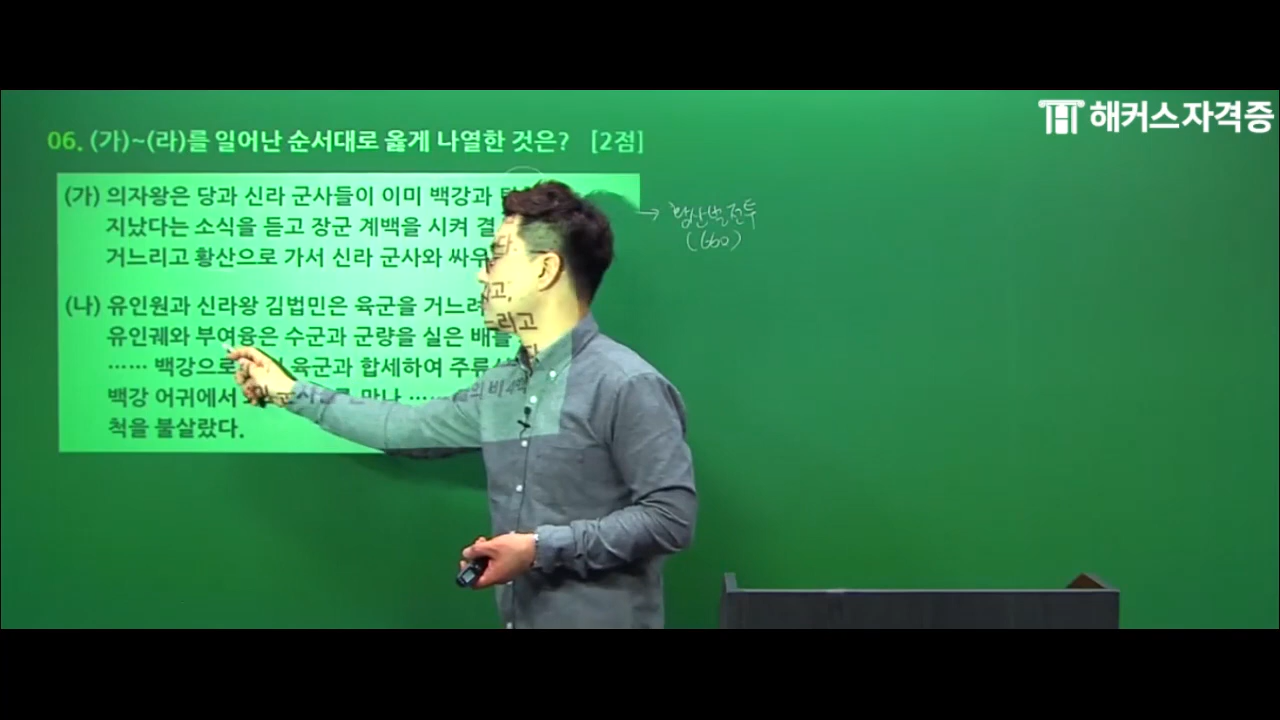 해커스자격증
06. (가)~(라)를 일어난 순서대로 옳게 나열한 것은? [2점]
(가) 의자왕은 당과 신라 군사들이 이미 백강과
지났다는 소식을 듣고 장군 계백을 시켜 결
거느리고 황산으로 가서 신라 군사와 싸우
다.
황산벌전투
(660)
(나) 유인원과 신라왕 김법민은 육군을 거느려
고,
유인궤와 부여융은 수군과 군량을 실은 배를
느리고
…… 백강으로 육군과 합세하여 주류
다
백강 어귀에서 만나 ……
척을 불살랐다.